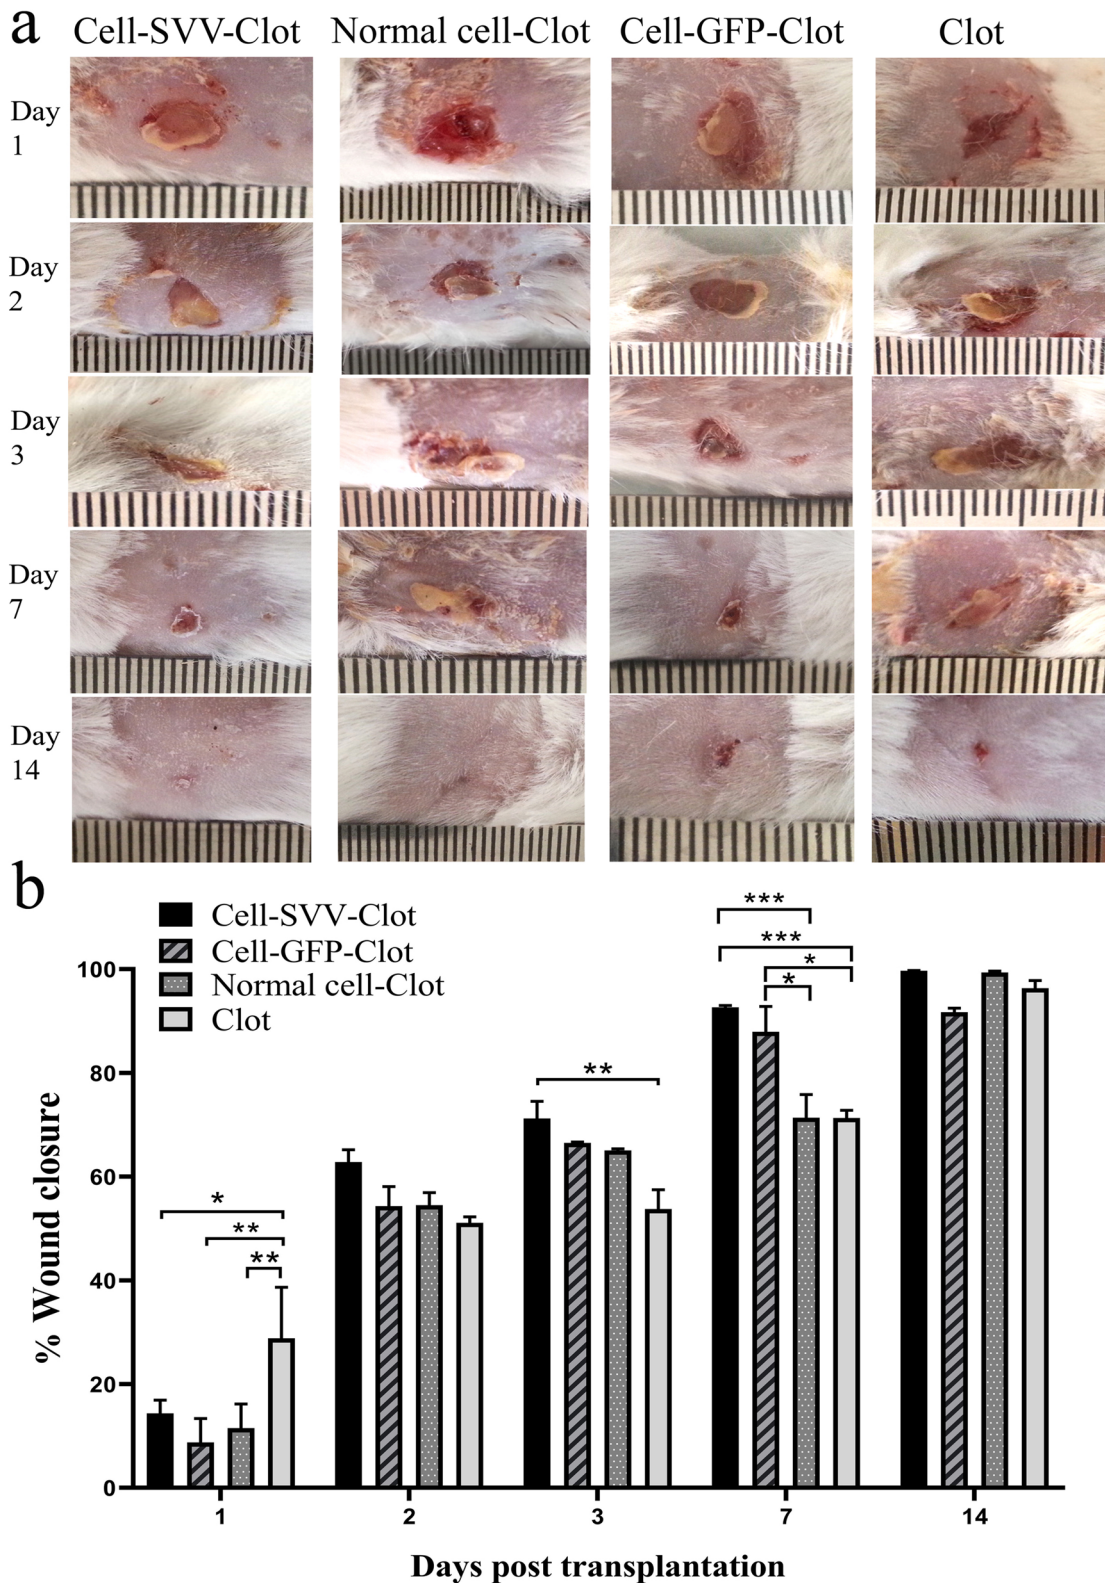 a
Cell-SVV-Clot Normal cell-Clot Cell-GFP-Clot Clot
Day
1
Day
2
Day
3
Day
7
Day
14
b
Cell-SVV-Clot
Cell-GFP-Clot
Normal cell-Clot
Clot
% Wound closure
100
80
60
40
20
0
*
**
**
**
***
***
*
*
1 2 3 7 14
Days post transplantation